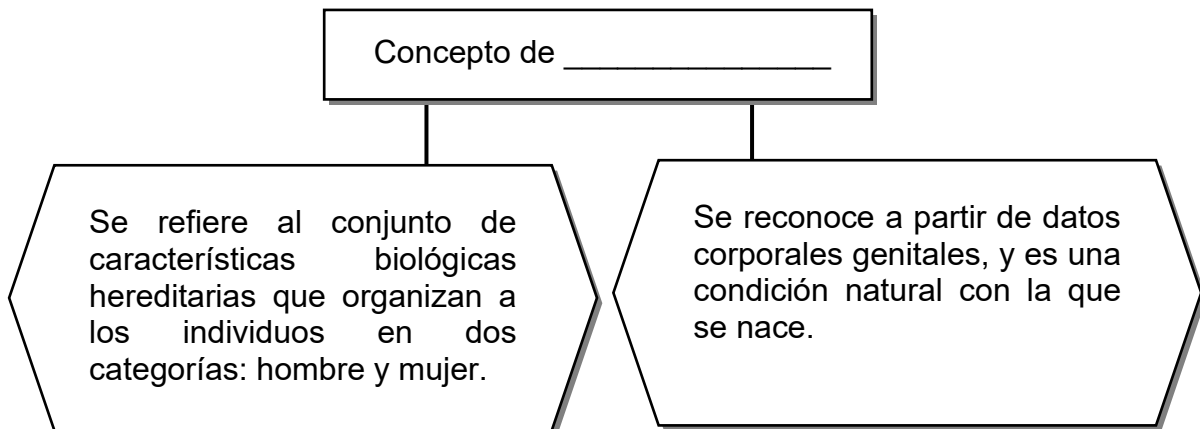 Concepto de _______________
Se refiere al conjunto de
características biológicas
hereditarias que organizan a
los individuos en dos
categorías: hombre y mujer.
Se reconoce a partir de datos
corporales genitales, y es una
condición natural con la que
se nace.